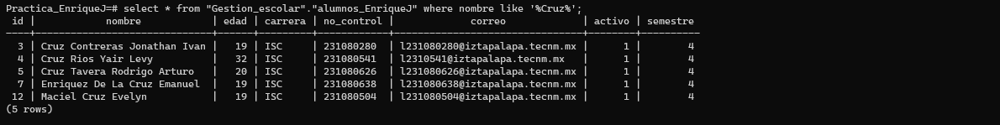 Practica_EnriqueJ=# select * from "Gestion_escolar"."alumnos_EnriqueJ" where nombre like '%Cruz%';
 id |            nombre            | edad | carrera | no_control |             correo             | activo | semestre
----+------------------------------+------+---------+------------+--------------------------------+--------+----------
  3 | Cruz Contreras Jonathan Ivan |   19 | ISC     | 231080280  | l231080280@iztapalapa.tecnm.mx |      1 |        4
  4 | Cruz Rios Yair Levy          |   32 | ISC     | 231080541  | l2310541@iztapalapa.tecnm.mx   |      1 |        4
  5 | Cruz Tavera Rodrigo Arturo   |   20 | ISC     | 231080626  | l231080626@iztapalapa.tecnm.mx |      1 |        4
  7 | Enriquez De La Cruz Emanuel  |   19 | ISC     | 231080638  | l231080638@iztapalapa.tecnm.mx |      1 |        4
 12 | Maciel Cruz Evelyn           |   19 | ISC     | 231080504  | l231080504@iztapalapa.tecnm.mx |      1 |        4
(5 rows)